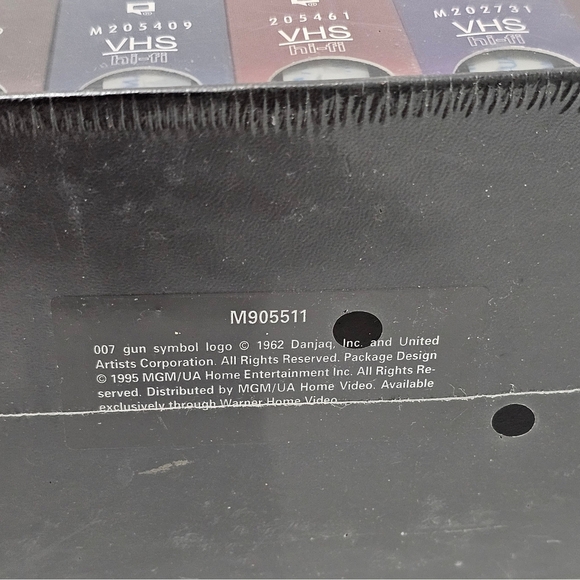 M205409
VHS
hi-fi
205461
VHS
hi-fi
M202731
VHS
hi-fi
M905511
007 gun symbol logo © 1962 Danjaq, Inc. and United
Artists Corporation. All Rights Reserved. Package Design
© 1995 MGM/UA Home Entertainment Inc. All Rights Re-
served. Distributed by MGM/UA Home Video. Available
exclusively through Warner Home Video.